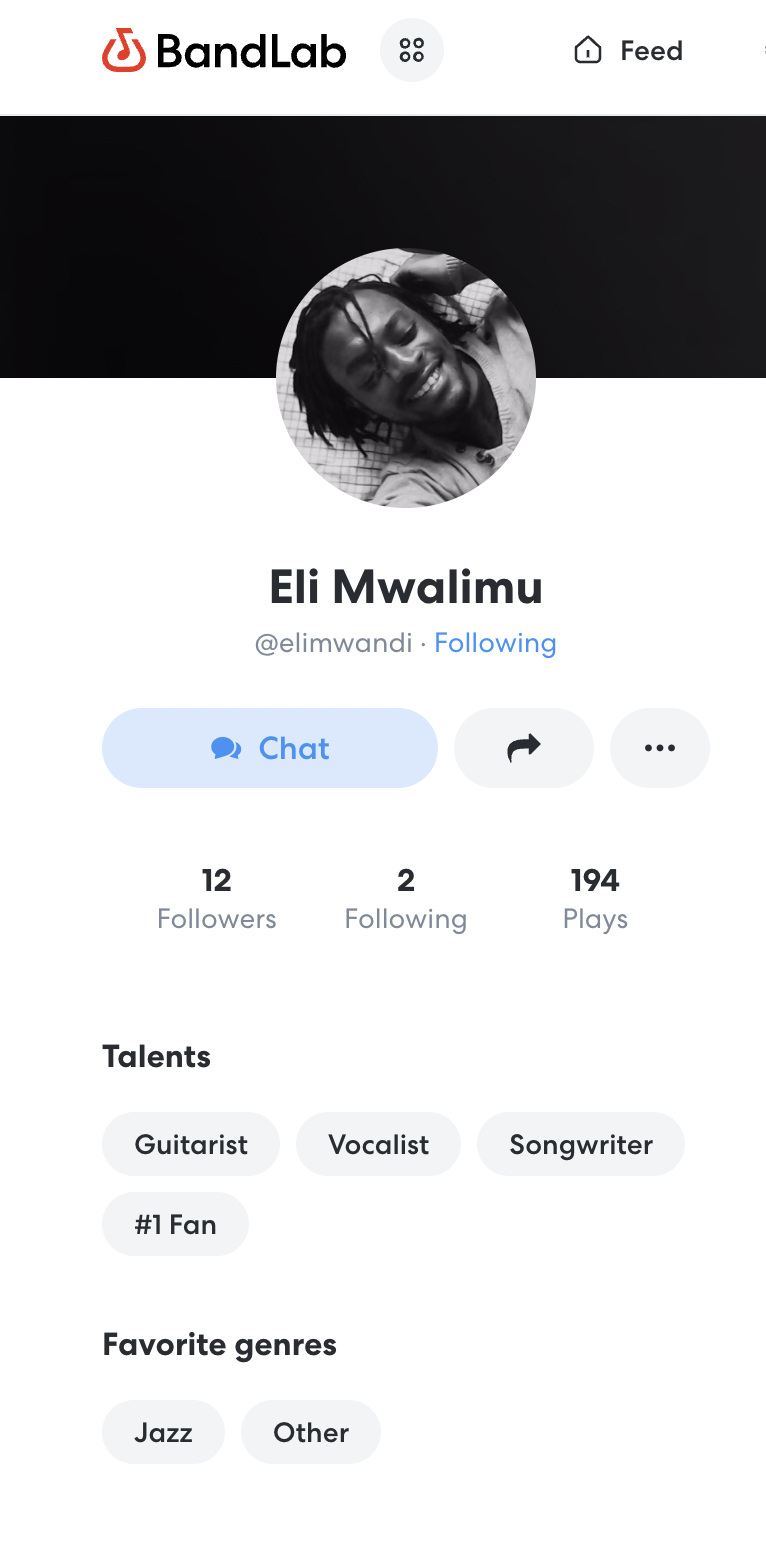 BandLab
Feed
Eli Mwalimu
@elimwandi · Following
Chat
12 2 194
Followers Following Plays
Talents
Guitarist Vocalist Songwriter
#1 Fan
Favorite genres
Jazz Other